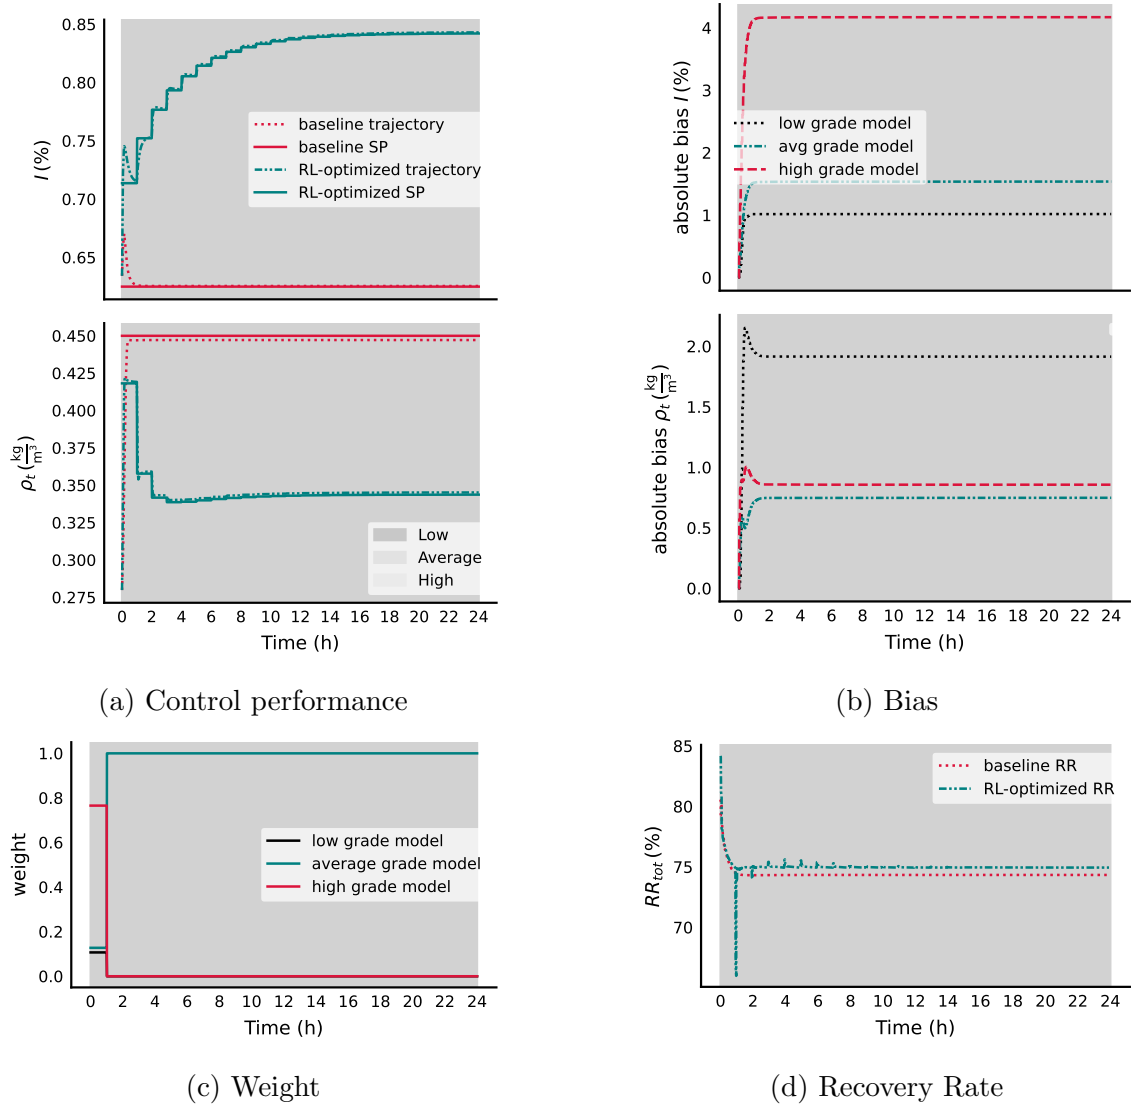 0.85
0.80
0.75
0.70
0.65
I (%)
baseline trajectory
baseline SP
RL-optimized trajectory
RL-optimized SP
0.450
0.425
0.400
0.375
0.350
0.325
0.300
0.275
ρt (kg/m³)
Low
Average
High
0 2 4 6 8 10 12 14 16 18 20 22 24
Time (h)
(a) Control performance
4
3
2
1
0
absolute bias I (%)
low grade model
avg grade model
high grade model
2.0
1.5
1.0
0.5
0.0
absolute bias ρt (kg/m³)
0 2 4 6 8 10 12 14 16 18 20 22 24
Time (h)
(b) Bias
1.0
0.8
0.6
0.4
0.2
0.0
weight
low grade model
average grade model
high grade model
0 2 4 6 8 10 12 14 16 18 20 22 24
Time (h)
(c) Weight
85
80
75
70
RRtot (%)
baseline RR
RL-optimized RR
0 2 4 6 8 10 12 14 16 18 20 22 24
Time (h)
(d) Recovery Rate